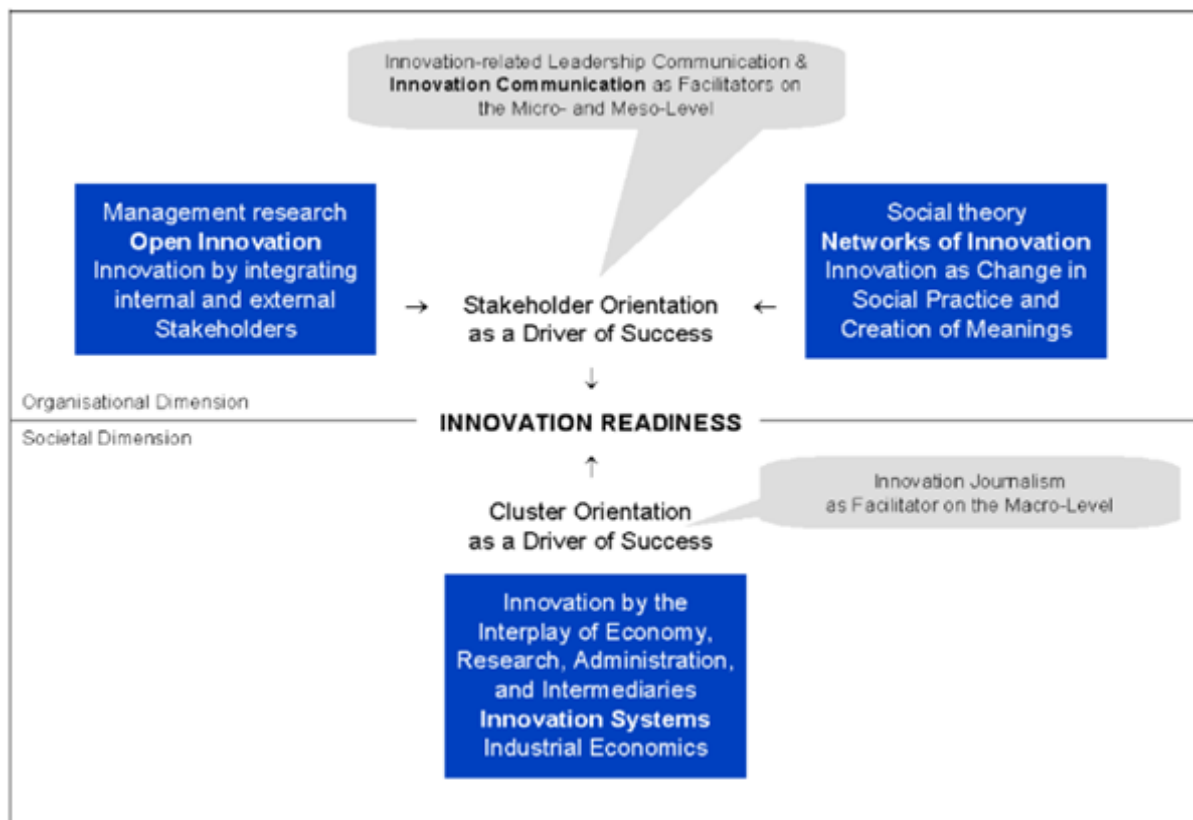 Innovation-related Leadership Communication &
Innovation Communication as Facilitators on
the Micro- and Meso-Level
Management research
Open Innovation
Innovation by integrating
internal and external
Stakeholders
Social theory
Networks of Innovation
Innovation as Change in
Social Practice and
Creation of Meanings
→ Stakeholder Orientation ←
as a Driver of Success
↓
Organisational Dimension
INNOVATION READINESS
Societal Dimension
↑
Innovation Journalism
as Facilitator on the Macro-Level
Cluster Orientation
as a Driver of Success
Innovation by the
Interplay of Economy,
Research, Administration,
and Intermediaries
Innovation Systems
Industrial Economics